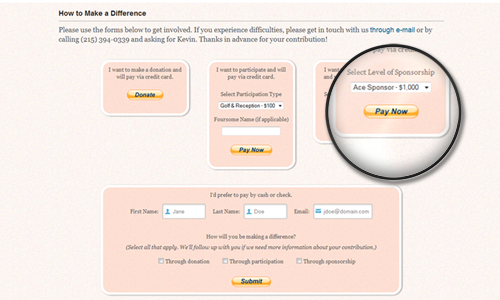 How to Make a Difference
Please use the forms below to get involved. If you experience difficulties, please get in touch with us through e-mail or by
calling (215) 394-0339 and asking for Kevin. Thanks in advance for your contribution!
I want to make a donation and
will pay via credit card.
Donate
I want to participate and will
pay via credit card.
Select Participation Type
Golf & Reception - $100
Foursome Name (if applicable)
Pay Now
I want
pay via credit
Select Level of Sponsorship
Ace Sponsor - $1,000
Pay Now
I'd prefer to pay by cash or check.
First Name: Jane Last Name: Doe Email: jdoe@domain.com
How will you be making a difference?
(Select all that apply. We'll follow up with you if we need more information about your contribution.)
Through donation Through participation Through sponsorship
Submit